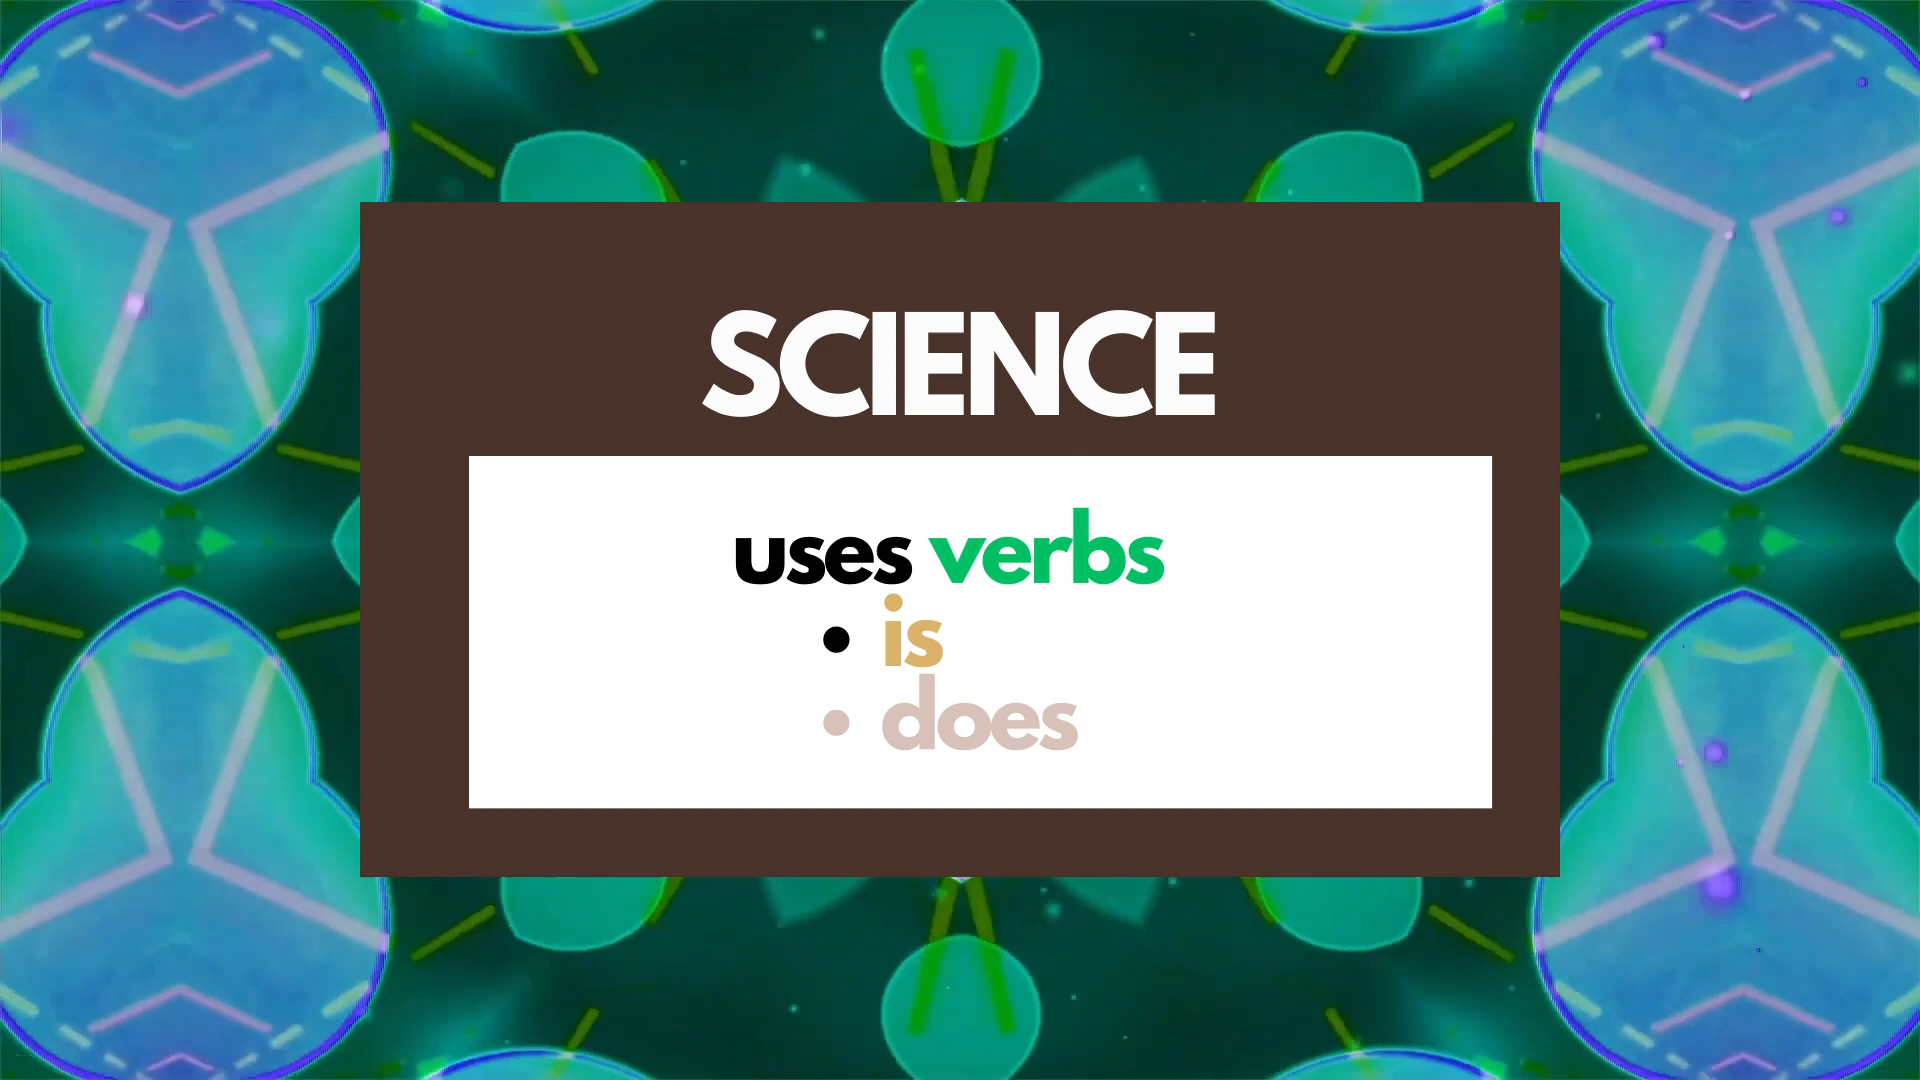 SCIENCE
uses verbs
• is
• does